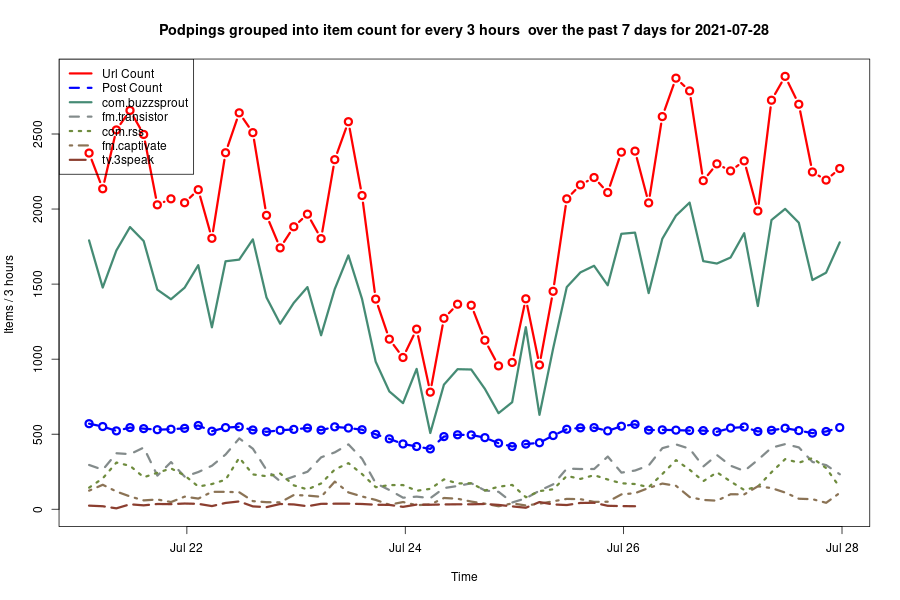 Podpings grouped into item count for every 3 hours  over the past 7 days for 2021-07-28
Url Count
Post Count
com.buzzsprout
fm.transistor
com.rss
fm.captivate
tv.3speak
2500
2000
1500
1000
500
0
Items / 3 hours
Jul 22
Jul 24
Jul 26
Jul 28
Time